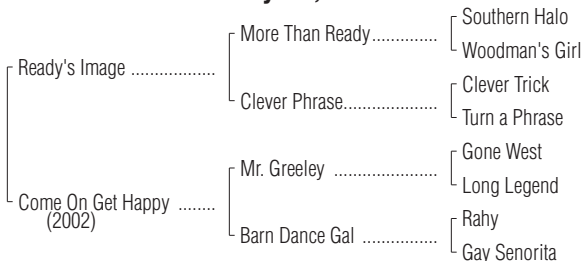 Southern Halo
More Than Ready..............
Woodman's Girl
Ready's Image ..................
Clever Trick
Clever Phrase....................
Turn a Phrase
Gone West
Mr. Greeley ......................
Long Legend
Come On Get Happy ........
(2002)
Rahy
Barn Dance Gal ................
Gay Senorita